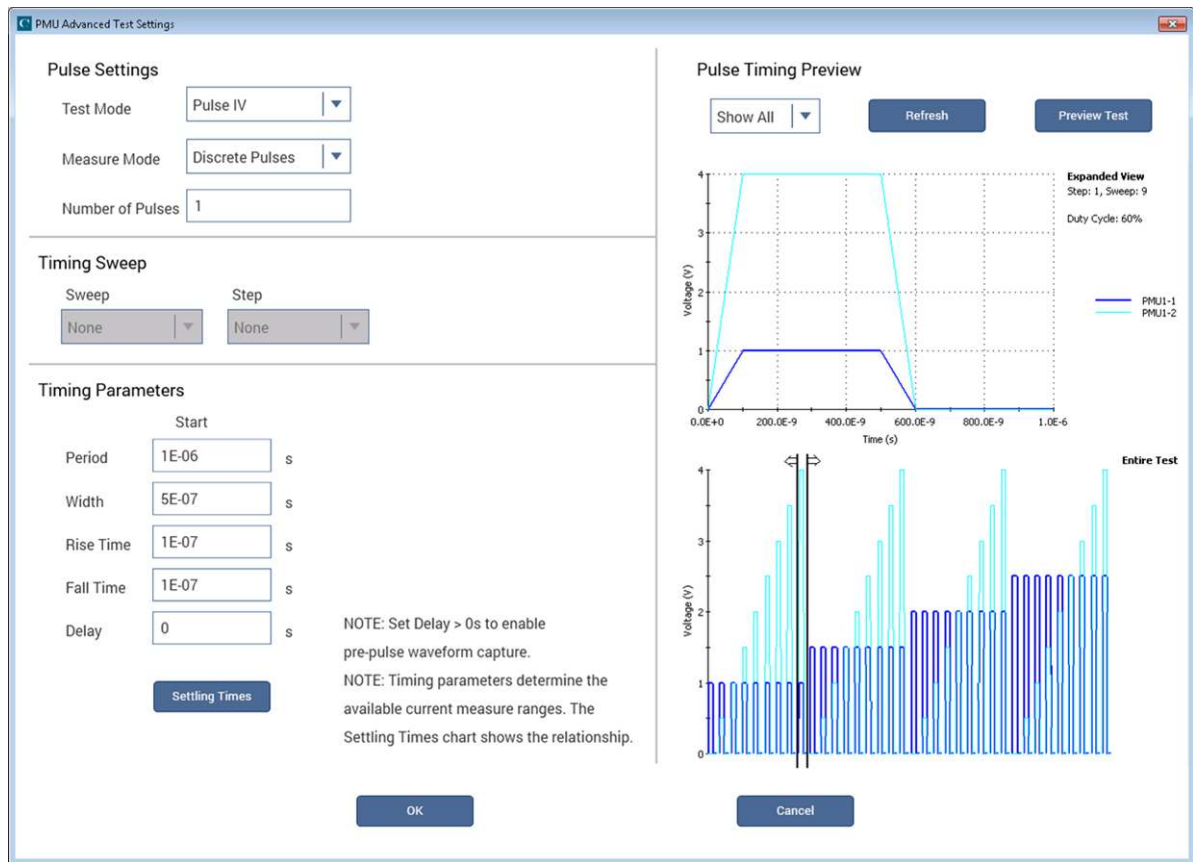 PMU Advanced Test Settings
Pulse Settings
Test Mode
Pulse IV
Measure Mode
Discrete Pulses
Number of Pulses
1
Timing Sweep
Sweep
Step
None
None
Timing Parameters
Start
Period
1E-06
s
Width
5E-07
s
Rise Time
1E-07
s
Fall Time
1E-07
s
Delay
0
s
NOTE: Set Delay > 0s to enable
pre-pulse waveform capture.
NOTE: Timing parameters determine the
available current measure ranges. The
Settling Times chart shows the relationship.
Settling Times
Pulse Timing Preview
Show All
Refresh
Preview Test
Expanded View
Step: 1, Sweep: 9
Duty Cycle: 60%
PMU1-1
PMU1-2
Voltage (V)
4
3
2
1
0
0.0E+0
200.0E-9
400.0E-9
600.0E-9
800.0E-9
1.0E-6
Time (s)
Entire Test
Voltage (V)
4
3
2
1
0
OK
Cancel